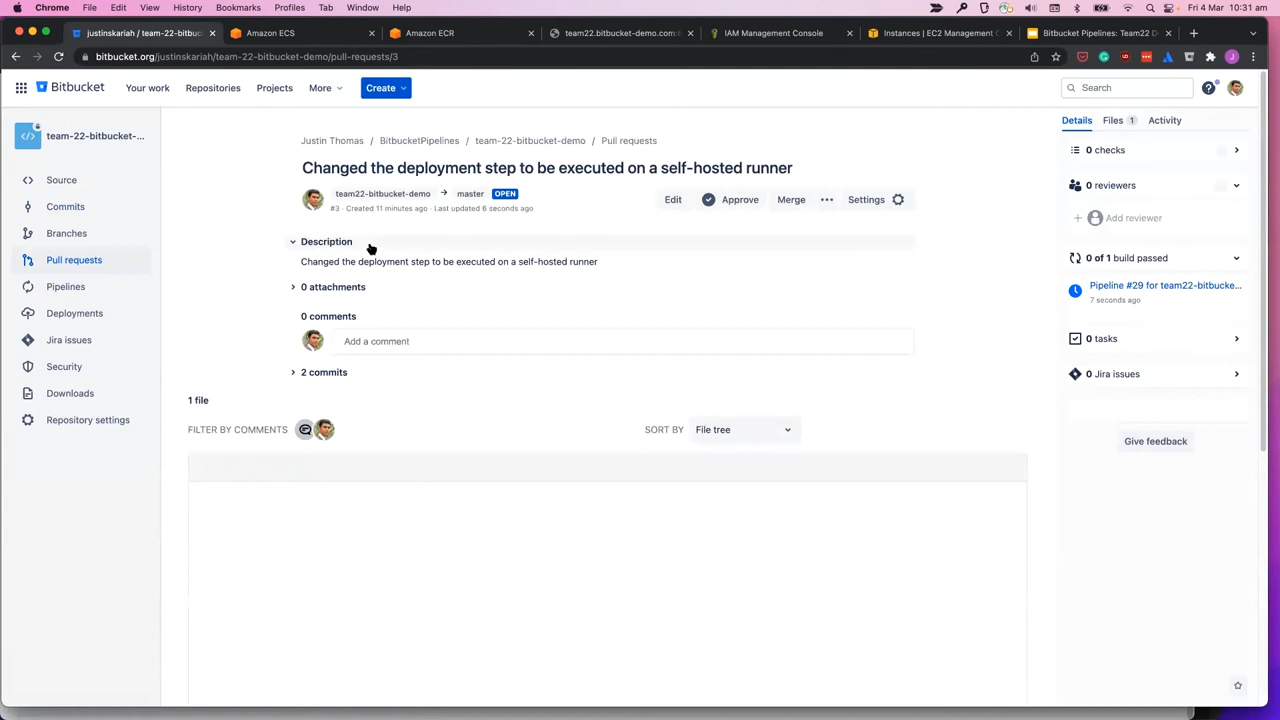 Chrome File Edit View History Bookmarks Profiles Tab Window Help Fri 4 Mar 10:31 am
justinskariah / team-22-bitbuc Amazon ECS Amazon ECR team22.bitbucket-demo.com: IAM Management Console Instances | EC2 Management C Bitbucket Pipelines: Team22 D
bitbucket.org/justinskariah/team-22-bitbucket-demo/pull-requests/3
Bitbucket Your work Repositories Projects More Create Search
team-22-bitbucket-...
Source
Commits
Branches
Pull requests
Pipelines
Deployments
Jira issues
Security
Downloads
Repository settings
Justin Thomas / BitbucketPipelines / team-22-bitbucket-demo / Pull requests
Changed the deployment step to be executed on a self-hosted runner
team22-bitbucket-demo → master OPEN
#3 · Created 11 minutes ago · Last updated 6 seconds ago
Edit Approve Merge ••• Settings
Description
Changed the deployment step to be executed on a self-hosted runner
0 attachments
0 comments
Add a comment
2 commits
1 file
FILTER BY COMMENTS
SORT BY File tree
Details Files 1 Activity
0 checks
0 reviewers
Add reviewer
0 of 1 build passed
Pipeline #29 for team22-bitbucke...
7 seconds ago
0 tasks
0 Jira issues
Give feedback